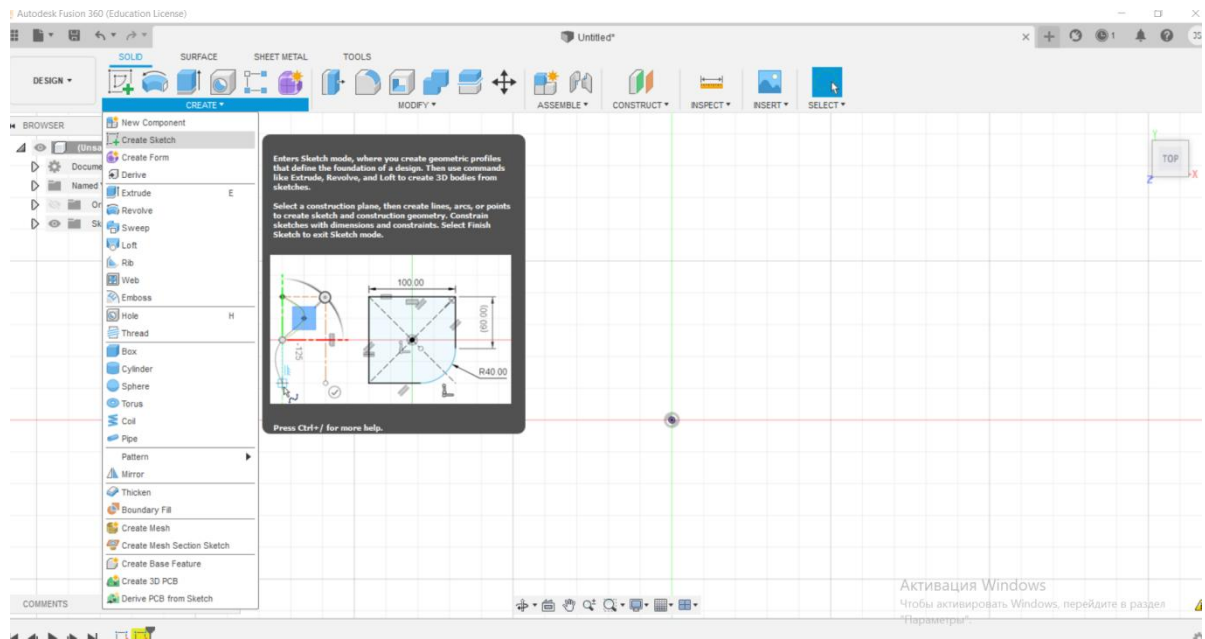 Autodesk Fusion 360 (Education License)
Untitled*
1
SOLID SURFACE SHEET METAL TOOLS
DESIGN
CREATE MODIFY ASSEMBLE CONSTRUCT INSPECT INSERT SELECT
BROWSER
(Unsa
Docume
Named
Or
Sk
New Component
Create Sketch
Create Form
Derive
Extrude E
Revolve
Sweep
Loft
Rib
Web
Emboss
Hole H
Thread
Box
Cylinder
Sphere
Torus
Coil
Pipe
Pattern
Mirror
Thicken
Boundary Fill
Create Mesh
Create Mesh Section Sketch
Create Base Feature
Create 3D PCB
Derive PCB from Sketch
Enters Sketch mode, where you create geometric profiles
that define the foundation of a design. Then use commands
like Extrude, Revolve, and Loft to create 3D bodies from
sketches.
Select a construction plane, then create lines, arcs, or points
to create sketch and construction geometry. Constrain
sketches with dimensions and constraints. Select Finish
Sketch to exit Sketch mode.
100.00
(60.00)
-125
R40.00
Press Ctrl+/ for more help.
Y
TOP
X
Z
COMMENTS
Активация Windows
Чтобы активировать Windows, перейдите в раздел
"Параметры".